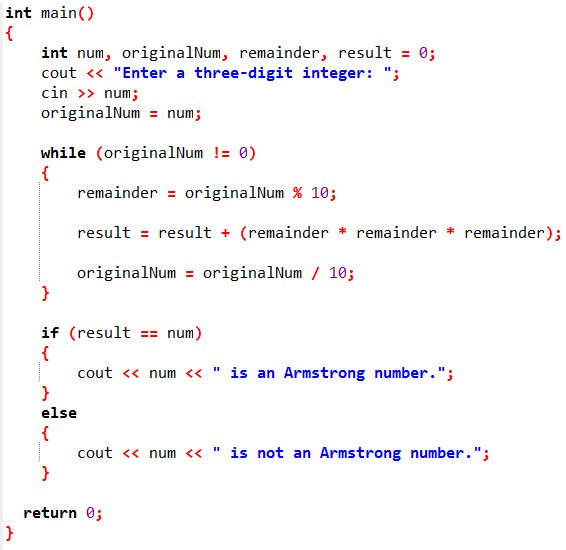 int main()
{
int num, originalNum, remainder, result = 0;
cout << "Enter a three-digit integer: ";
cin >> num;
originalNum = num;
while (originalNum != 0)
{
remainder = originalNum % 10;
result = result + (remainder * remainder * remainder);
originalNum = originalNum / 10;
}
if (result == num)
{
cout << num << " is an Armstrong number.";
}
else
{
cout << num << " is not an Armstrong number.";
}
return 0;
}